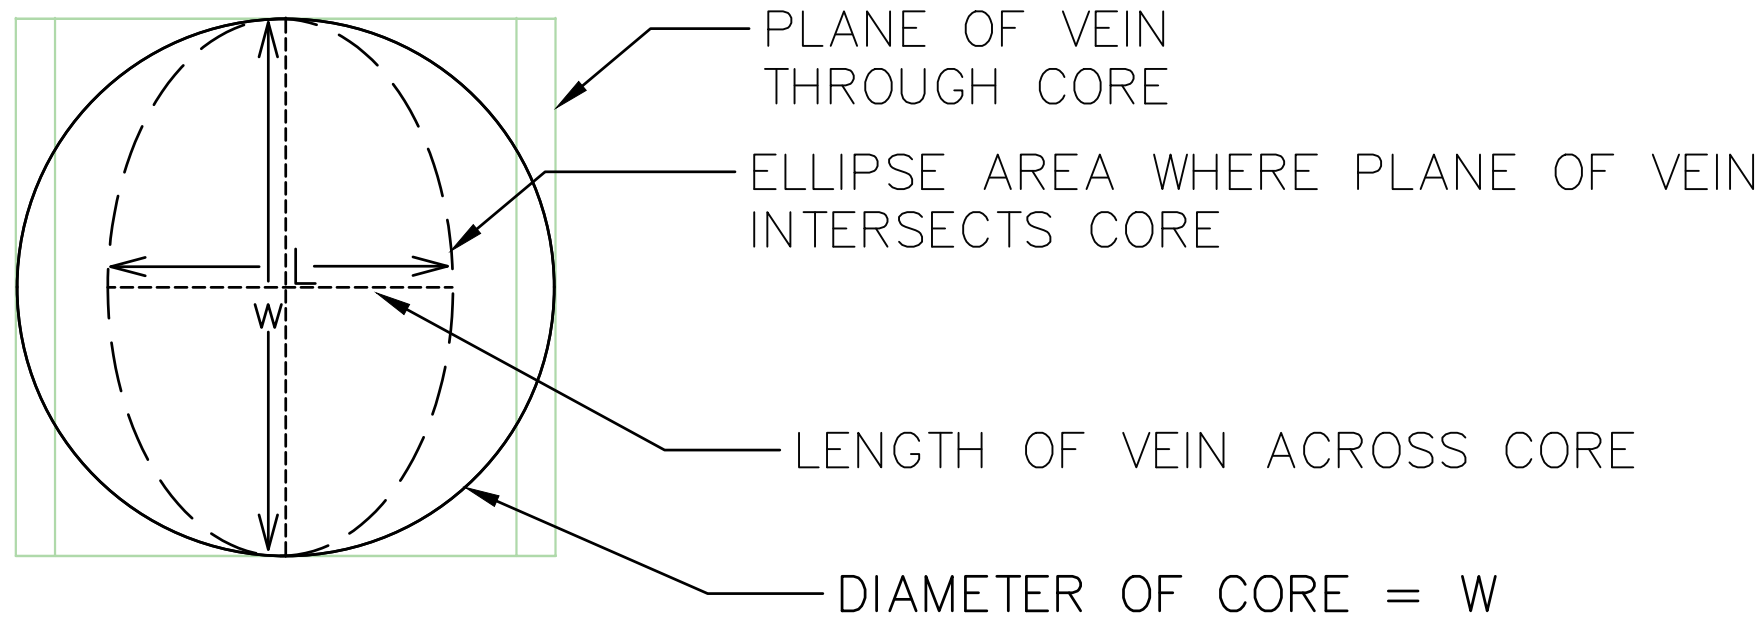 PLANE OF VEIN
THROUGH CORE
ELLIPSE AREA WHERE PLANE OF VEIN
INTERSECTS CORE
L
W
LENGTH OF VEIN ACROSS CORE
DIAMETER OF CORE = W